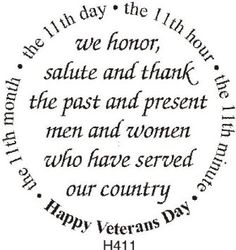 • the 11th month • the 11th day • the 11th hour • the 11th minute •
we honor,
salute and thank
the past and present
men and women
who have served
our country
Happy Veterans Day
H411